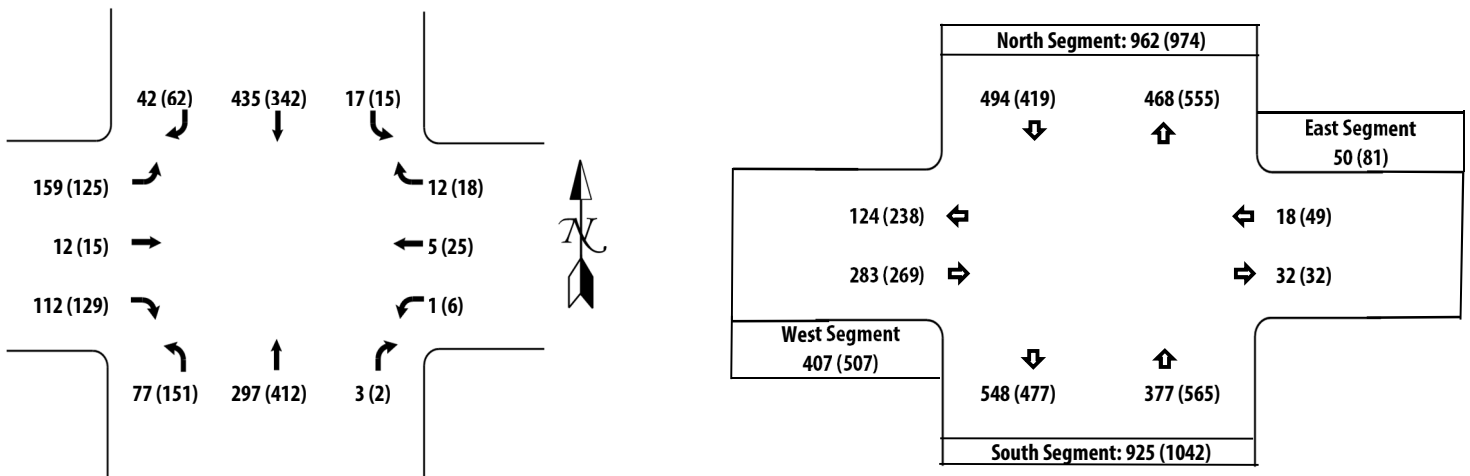 42 (62) 435 (342) 17 (15)
159 (125)
12 (18)
12 (15)
5 (25)
112 (129)
1 (6)
77 (151) 297 (412) 3 (2)
N
North Segment: 962 (974)
494 (419) 468 (555)
East Segment
50 (81)
124 (238)
18 (49)
283 (269)
32 (32)
West Segment
407 (507)
548 (477) 377 (565)
South Segment: 925 (1042)